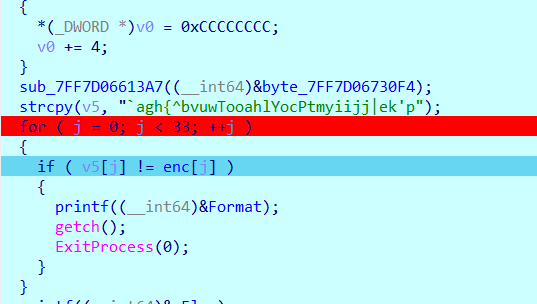 {
*(_DWORD *)v0 = 0xCCCCCCCC;
v0 += 4;
}
sub_7FF7D06613A7((__int64)&byte_7FF7D06730F4);
strcpy(v5, "`agh{^bvuwTooahlYocPtmyiijj|ek'p");
for ( j = 0; j < 33; ++j )
{
if ( v5[j] != enc[j] )
{
printf((__int64)&Format);
getch();
ExitProcess(0);
}
}